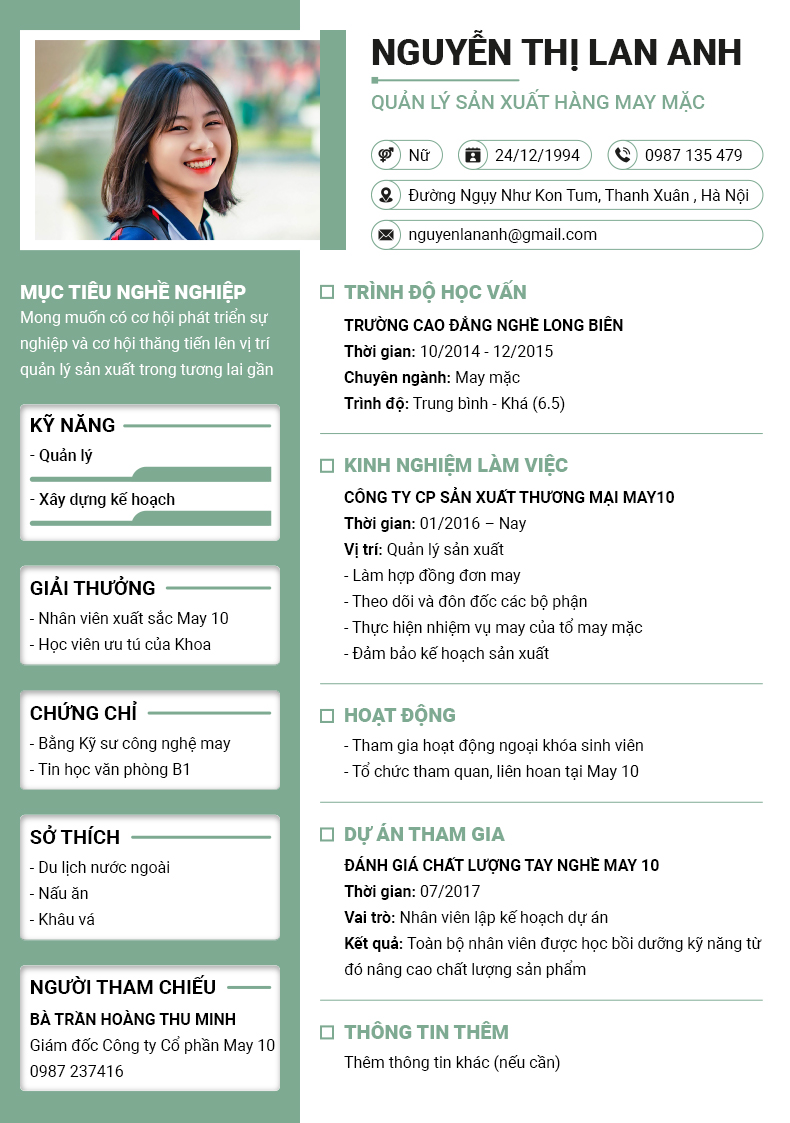 NGUYỄN THỊ LAN ANH
QUẢN LÝ SẢN XUẤT HÀNG MAY MẶC
Nữ
24/12/1994
0987 135 479
Đường Ngụy Như Kon Tum, Thanh Xuân , Hà Nội
nguyenlananh@gmail.com
MỤC TIÊU NGHỀ NGHIỆP
Mong muốn có cơ hội phát triển sự
nghiệp và cơ hội thăng tiến lên vị trí
quản lý sản xuất trong tương lai gần
KỸ NĂNG
- Quản lý
- Xây dựng kế hoạch
GIẢI THƯỞNG
- Nhân viên xuất sắc May 10
- Học viên ưu tú của Khoa
CHỨNG CHỈ
- Bằng Kỹ sư công nghệ may
- Tin học văn phòng B1
SỞ THÍCH
- Du lịch nước ngoài
- Nấu ăn
- Khâu vá
NGƯỜI THAM CHIẾU
BÀ TRẦN HOÀNG THU MINH
Giám đốc Công ty Cổ phần May 10
0987 237416
TRÌNH ĐỘ HỌC VẤN
TRƯỜNG CAO ĐẲNG NGHỀ LONG BIÊN
Thời gian: 10/2014 - 12/2015
Chuyên ngành: May mặc
Trình độ: Trung bình - Khá (6.5)
KINH NGHIỆM LÀM VIỆC
CÔNG TY CP SẢN XUẤT THƯƠNG MẠI MAY10
Thời gian: 01/2016 – Nay
Vị trí: Quản lý sản xuất
- Làm hợp đồng đơn may
- Theo dõi và đôn đốc các bộ phận
- Thực hiện nhiệm vụ may của tổ may mặc
- Đảm bảo kế hoạch sản xuất
HOẠT ĐỘNG
- Tham gia hoạt động ngoại khóa sinh viên
- Tổ chức tham quan, liên hoan tại May 10
DỰ ÁN THAM GIA
ĐÁNH GIÁ CHẤT LƯỢNG TAY NGHỀ MAY 10
Thời gian: 07/2017
Vai trò: Nhân viên lập kế hoạch dự án
Kết quả: Toàn bộ nhân viên được học bồi dưỡng kỹ năng từ
đó nâng cao chất lượng sản phẩm
THÔNG TIN THÊM
Thêm thông tin khác (nếu cần)